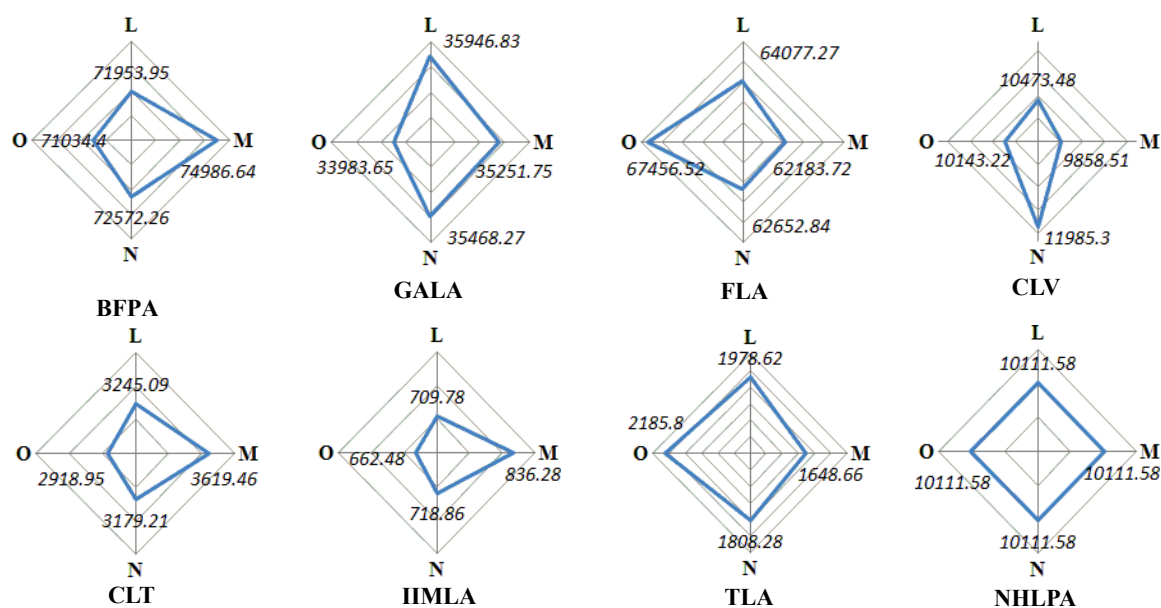 L
71953.95
O
71034.4
M
74986.64
72572.26
N
BFPA
L
35946.83
O
M
33983.65
35251.75
35468.27
N
GALA
L
64077.27
O
M
67456.52
62183.72
62652.84
N
FLA
L
10473.48
O
M
10143.22
9858.51
11985.3
N
CLV
L
3245.09
O
M
2918.95
3619.46
3179.21
N
CLT
L
709.78
O
662.48
M
836.28
718.86
N
IIMLA
L
1978.62
2185.8
O
M
1648.66
1808.28
N
TLA
L
10111.58
O
M
10111.58
10111.58
10111.58
N
NHLPA